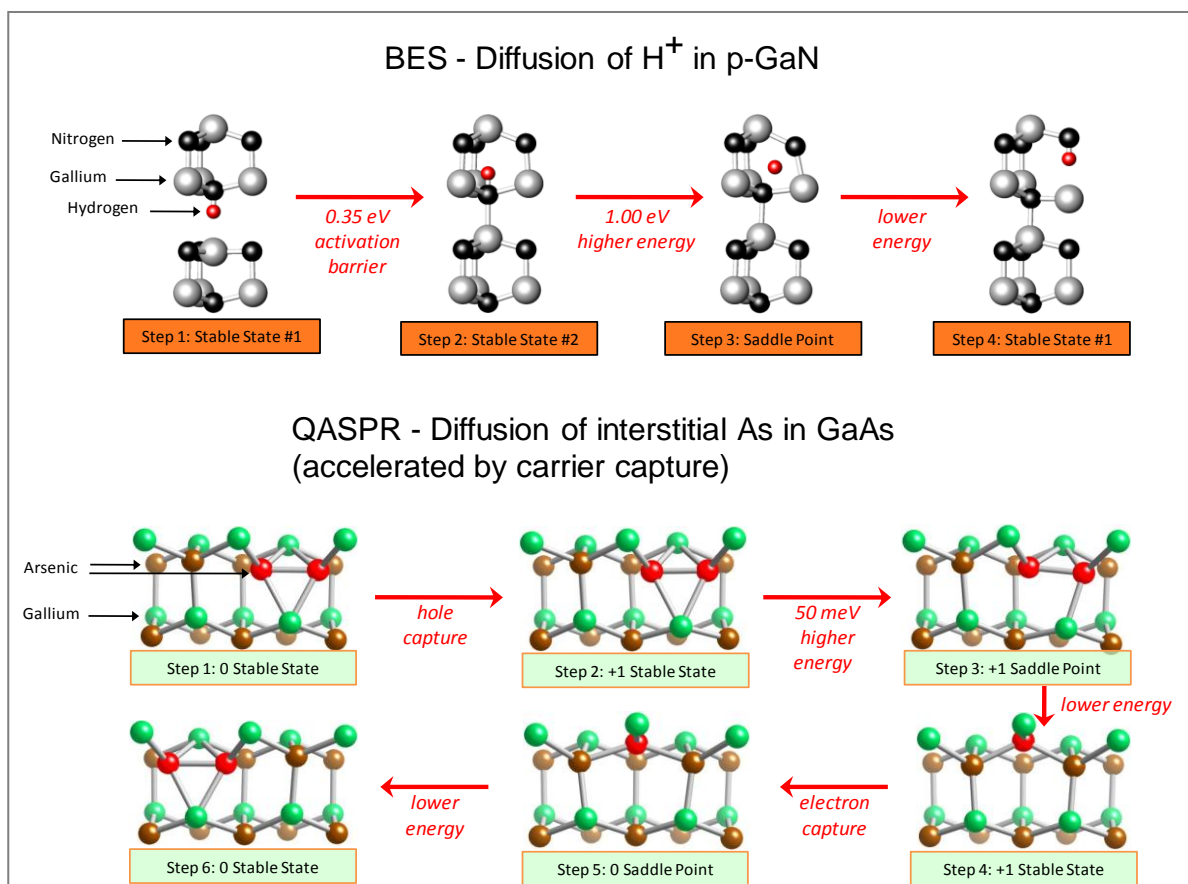 BES - Diffusion of H+ in p-GaN
Nitrogen
Gallium
Hydrogen
0.35 eV
activation
barrier
1.00 eV
higher energy
lower
energy
Step 1: Stable State #1
Step 2: Stable State #2
Step 3: Saddle Point
Step 4: Stable State #1
QASPR - Diffusion of interstitial As in GaAs
(accelerated by carrier capture)
Arsenic
Gallium
hole
capture
50 meV
higher
energy
Step 1: 0 Stable State
Step 2: +1 Stable State
Step 3: +1 Saddle Point
lower energy
lower
energy
electron
capture
Step 6: 0 Stable State
Step 5: 0 Saddle Point
Step 4: +1 Stable State